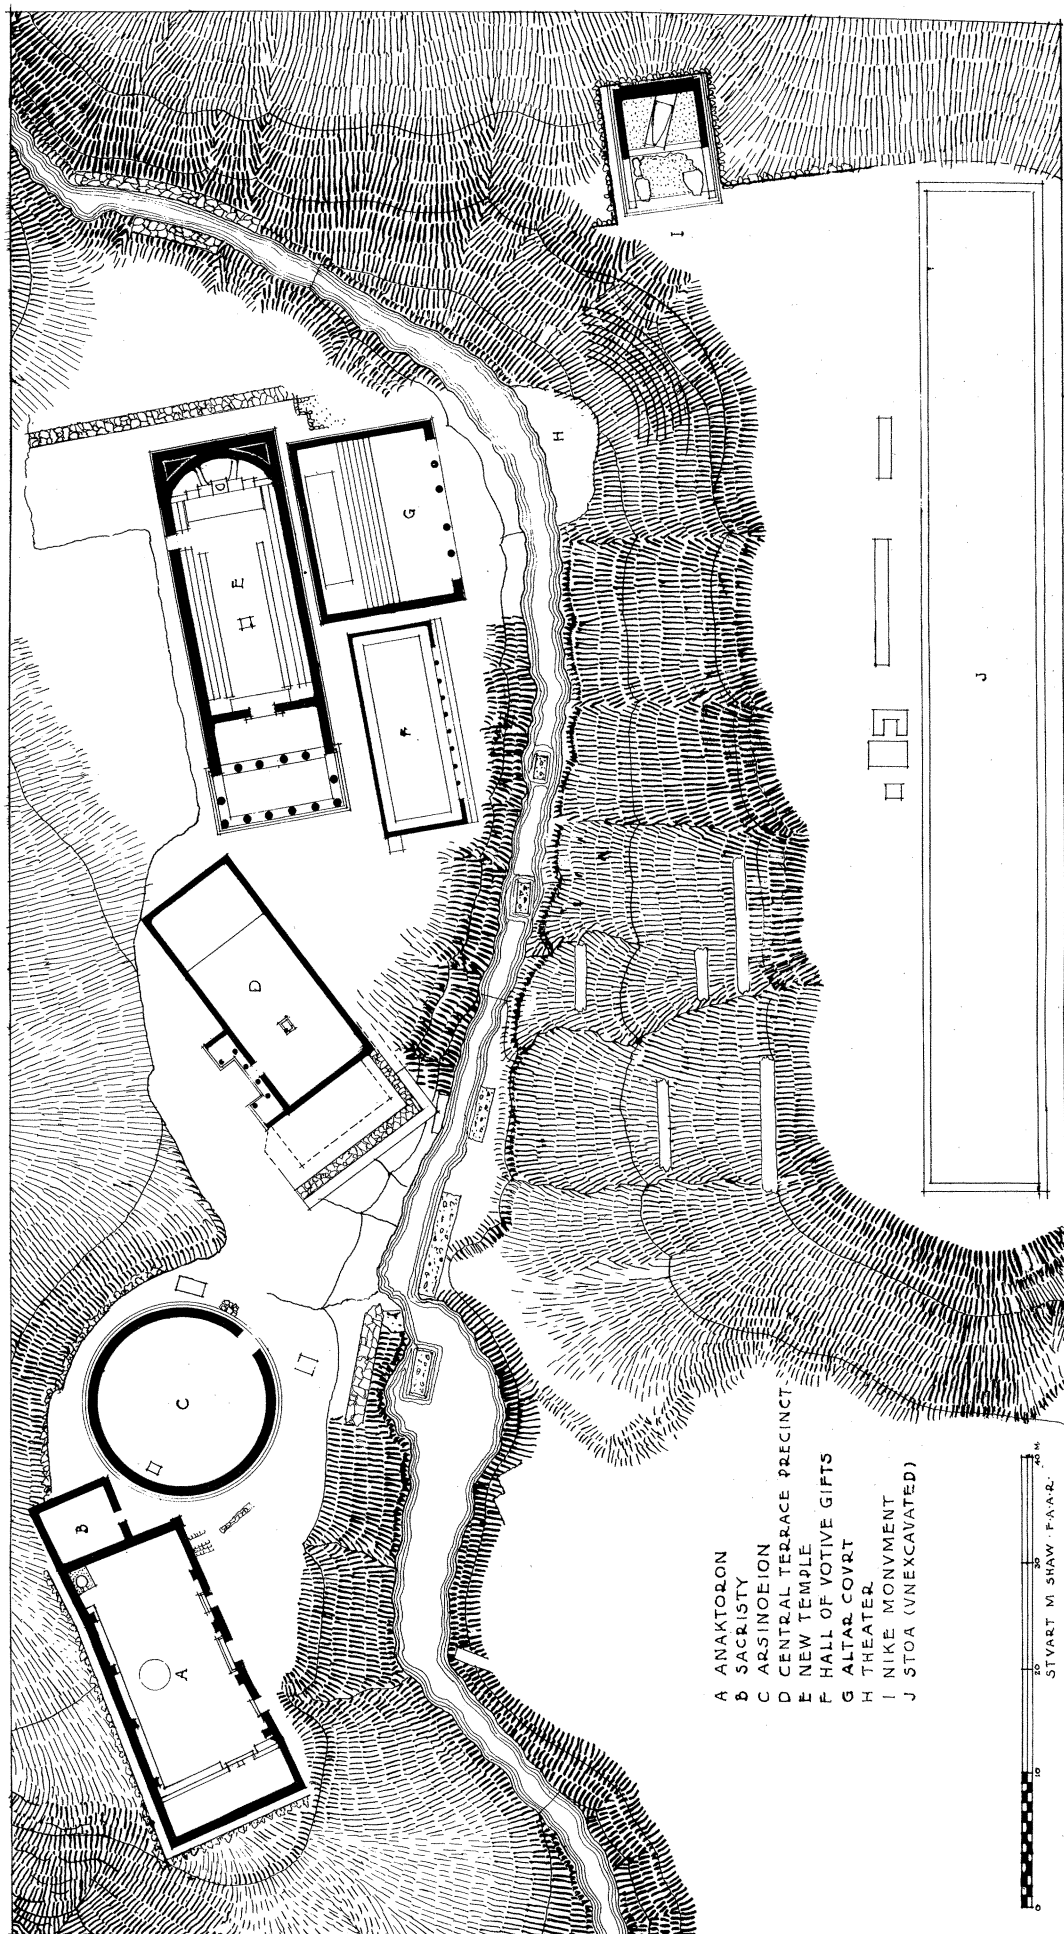 A ANAKTORON
B SACRISTY
C ARSINOEION
D CENTRAL TERRACE PRECINCT
E NEW TEMPLE
F HALL OF VOTIVE GIFTS
G ALTAR COVRT
H THEATER
I NIKE MONVMENT
J STOA (VNEXCAVATED)
0 10 20 30 40 M.
STVART M SHAW · F·A·A·R·
A
B
C
D
E
F
G
H
I
J